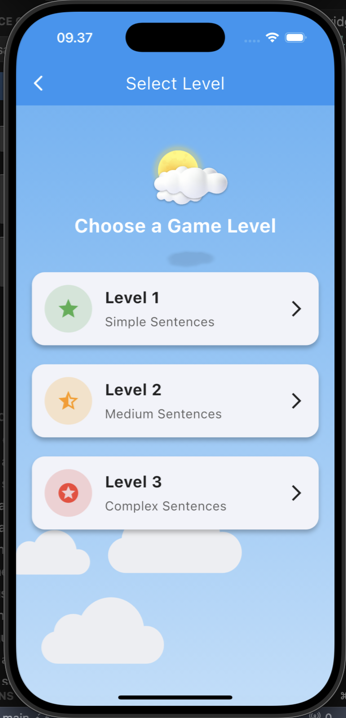 09.37
Select Level
Choose a Game Level
Level 1
Simple Sentences
Level 2
Medium Sentences
Level 3
Complex Sentences
main